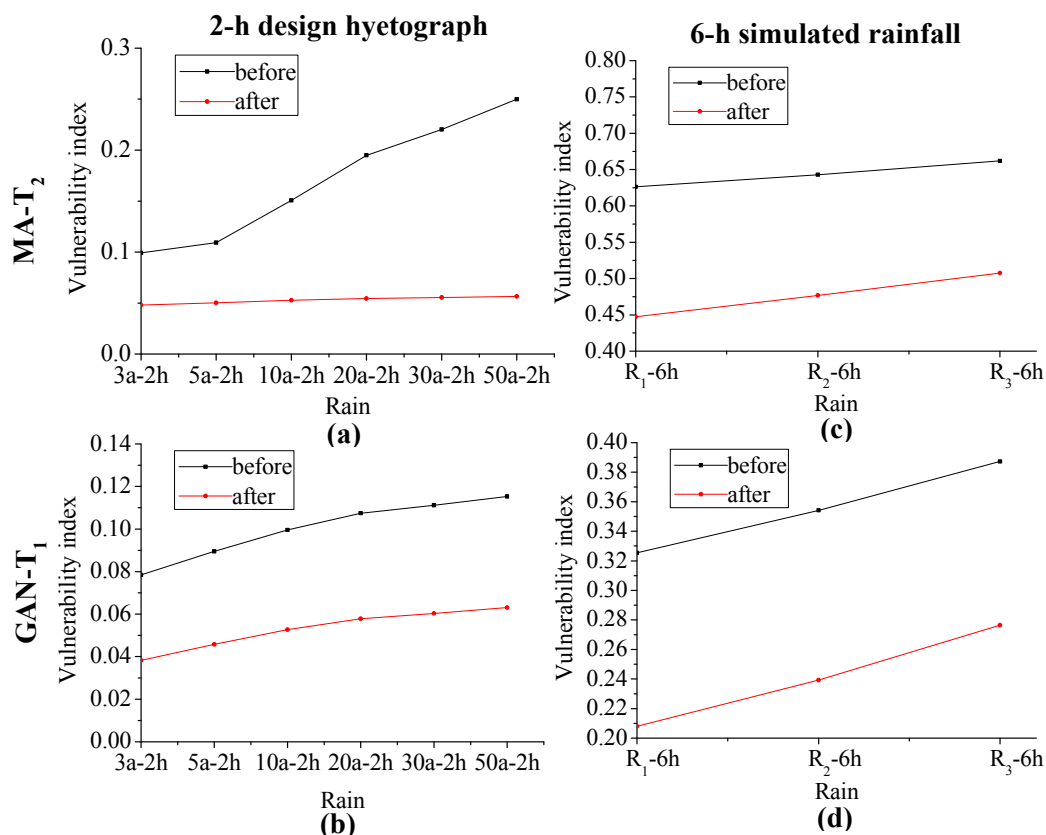 2-h design hyetograph
6-h simulated rainfall
MA-T2
Vulnerability index
0.3
0.2
0.1
0.0
before
after
3a-2h 5a-2h 10a-2h 20a-2h 30a-2h 50a-2h
Rain
(a)
Vulnerability index
0.80
0.75
0.70
0.65
0.60
0.55
0.50
0.45
0.40
before
after
R1-6h R2-6h R3-6h
Rain
(c)
GAN-T1
Vulnerability index
0.14
0.12
0.10
0.08
0.06
0.04
0.02
0.00
before
after
3a-2h 5a-2h 10a-2h 20a-2h 30a-2h 50a-2h
Rain
(b)
Vulnerability index
0.40
0.38
0.36
0.34
0.32
0.30
0.28
0.26
0.24
0.22
0.20
before
after
R1-6h R2-6h R3-6h
Rain
(d)